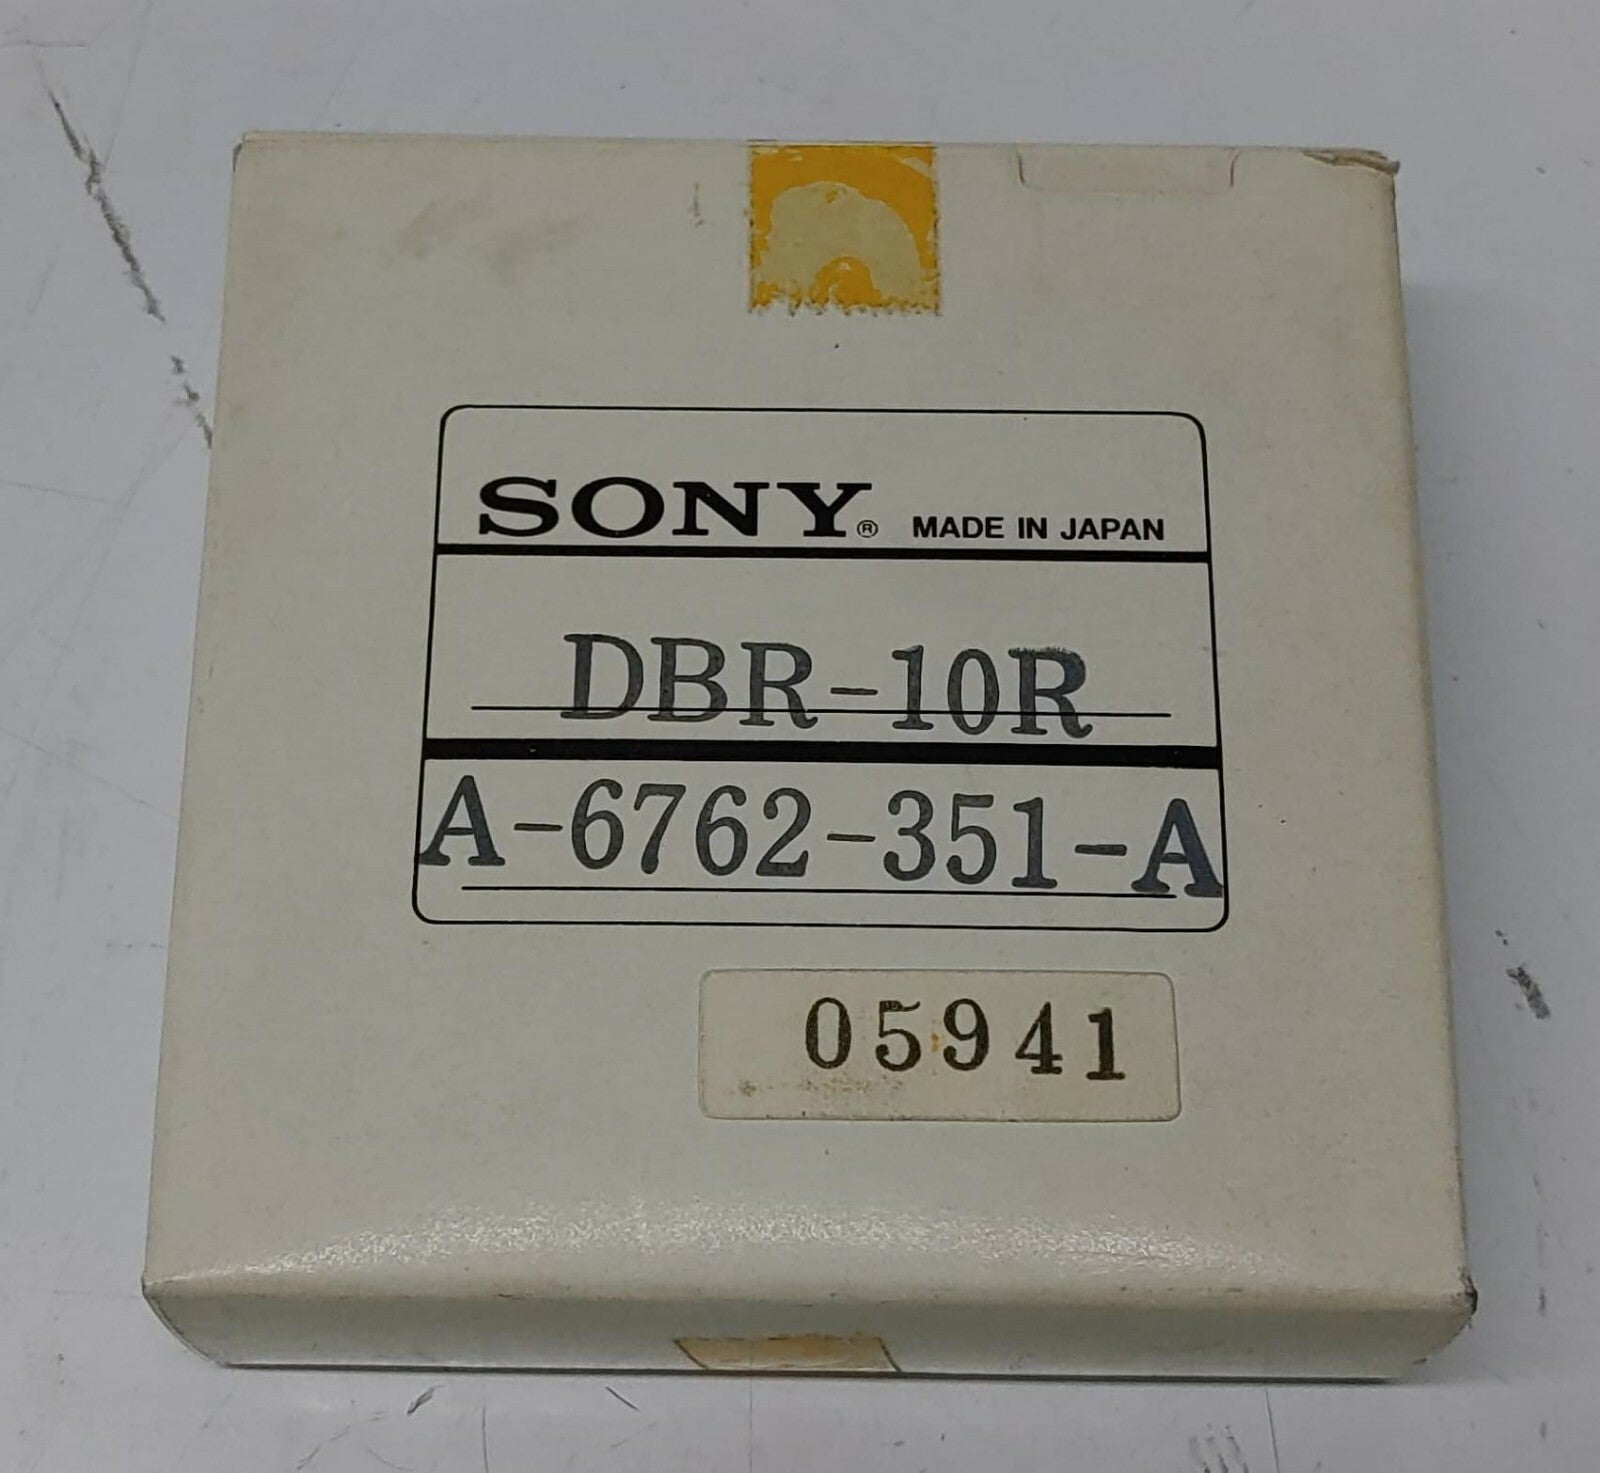 SONY® MADE IN JAPAN
DBR-10R
A-6762-351-A
05941